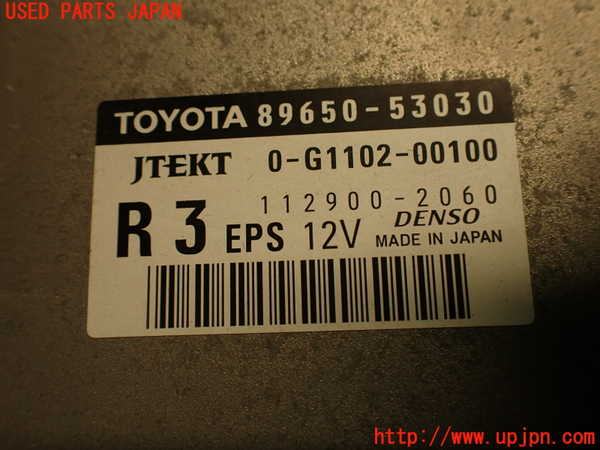 USED PARTS JAPAN
TOYOTA 89650-53030
JTEKT 0-G1102-00100
112900-2060
R3 EPS 12V DENSO
MADE IN JAPAN
http://www.upjpn.com